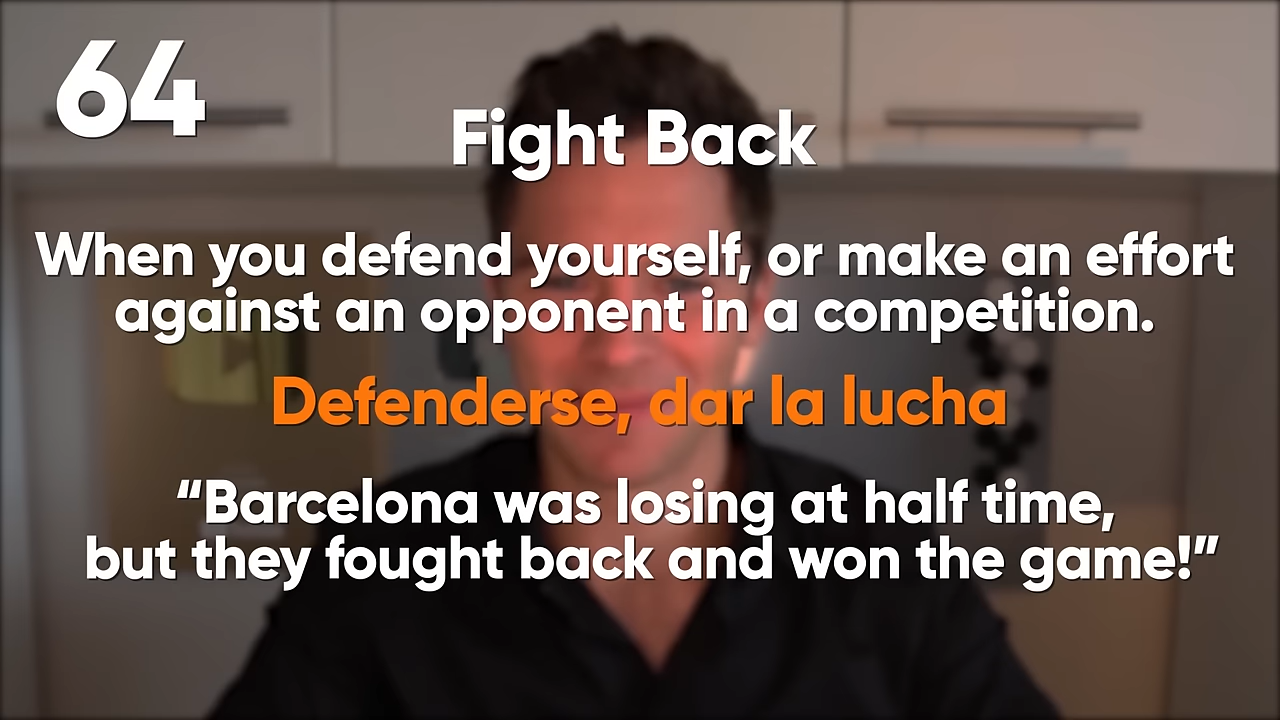 64
Fight Back
When you defend yourself, or make an effort
against an opponent in a competition.
Defenderse, dar la lucha
“Barcelona was losing at half time,
but they fought back and won the game!”